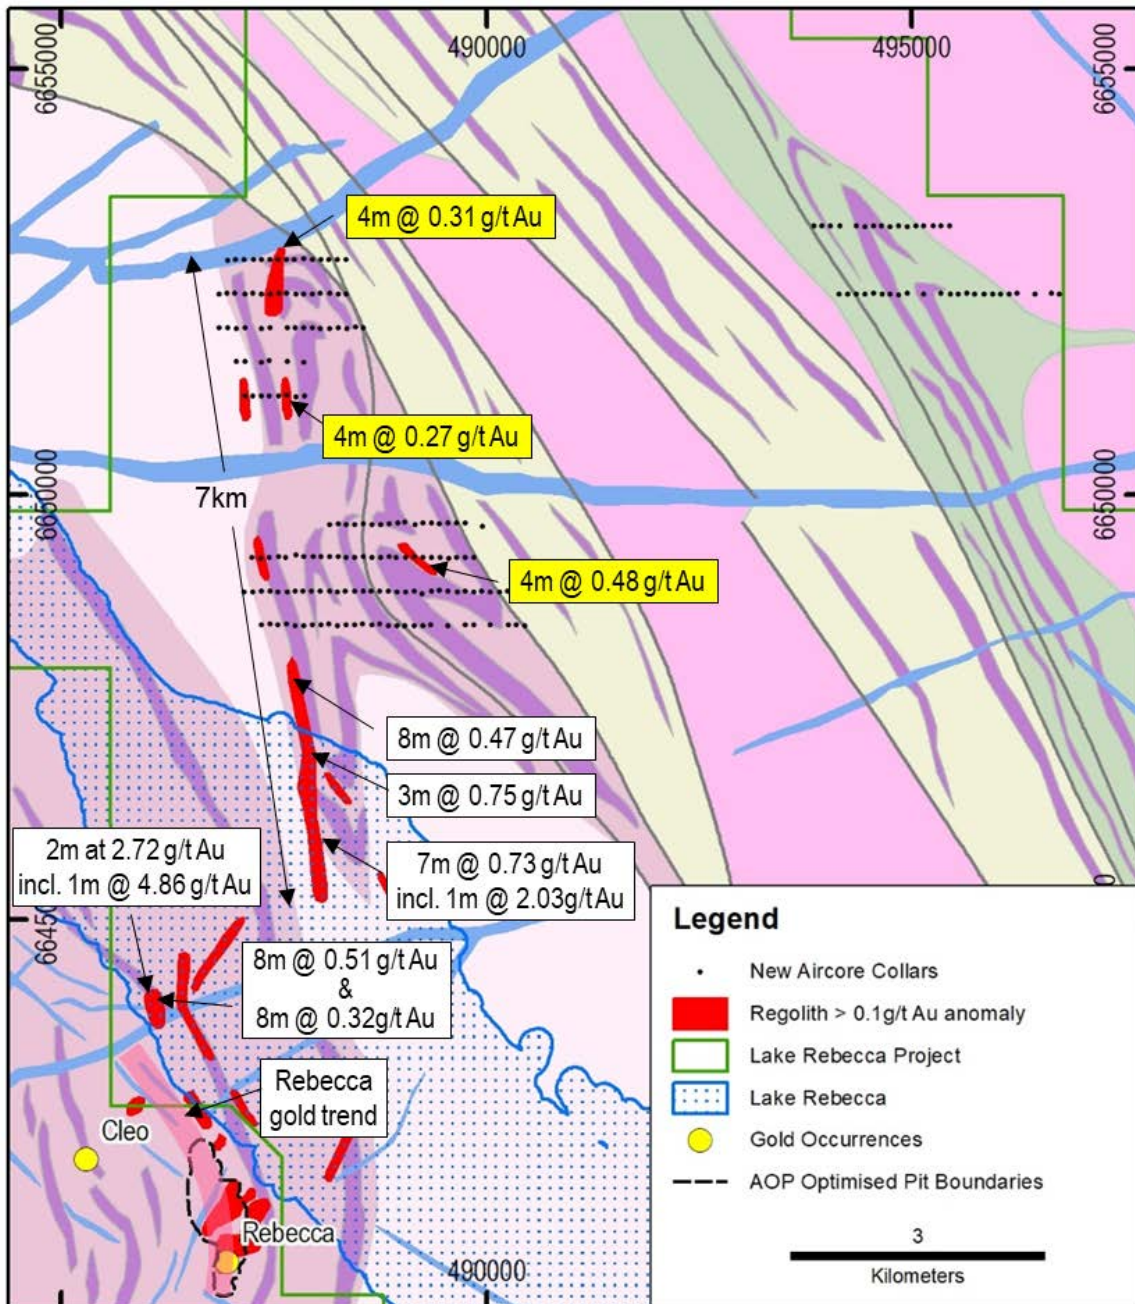 490000
495000
6655000
6655000
4m @ 0.31 g/t Au
4m @ 0.27 g/t Au
7km
6650000
6650000
4m @ 0.48 g/t Au
8m @ 0.47 g/t Au
3m @ 0.75 g/t Au
2m at 2.72 g/t Au
incl. 1m @ 4.86 g/t Au
7m @ 0.73 g/t Au
incl. 1m @ 2.03g/t Au
6645
8m @ 0.51 g/t Au
&
8m @ 0.32g/t Au
Rebecca
gold trend
Cleo
Rebecca
490000
Legend
New Aircore Collars
Regolith > 0.1g/t Au anomaly
Lake Rebecca Project
Lake Rebecca
Gold Occurrences
AOP Optimised Pit Boundaries
3
Kilometers